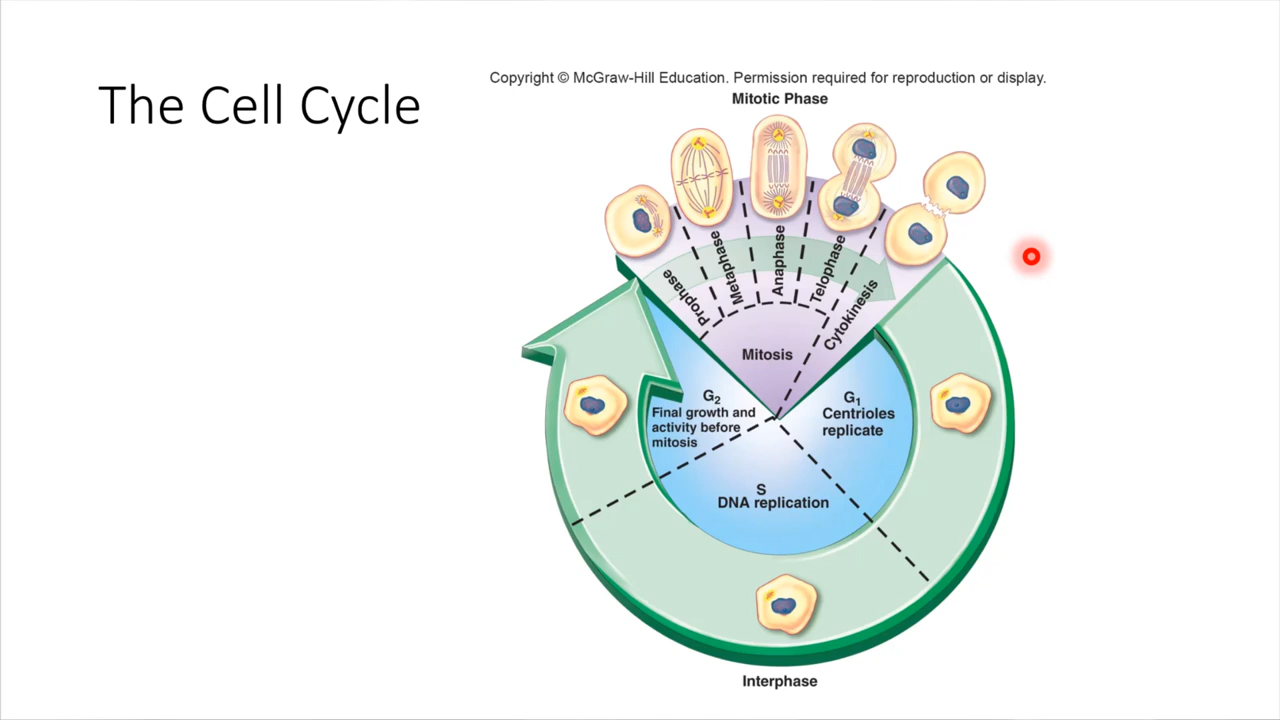 The Cell Cycle
Copyright © McGraw-Hill Education. Permission required for reproduction or display.
Mitotic Phase
Prophase
Metaphase
Anaphase
Telophase
Cytokinesis
Mitosis
G2
Final growth and
activity before
mitosis
G1
Centrioles
replicate
S
DNA replication
Interphase